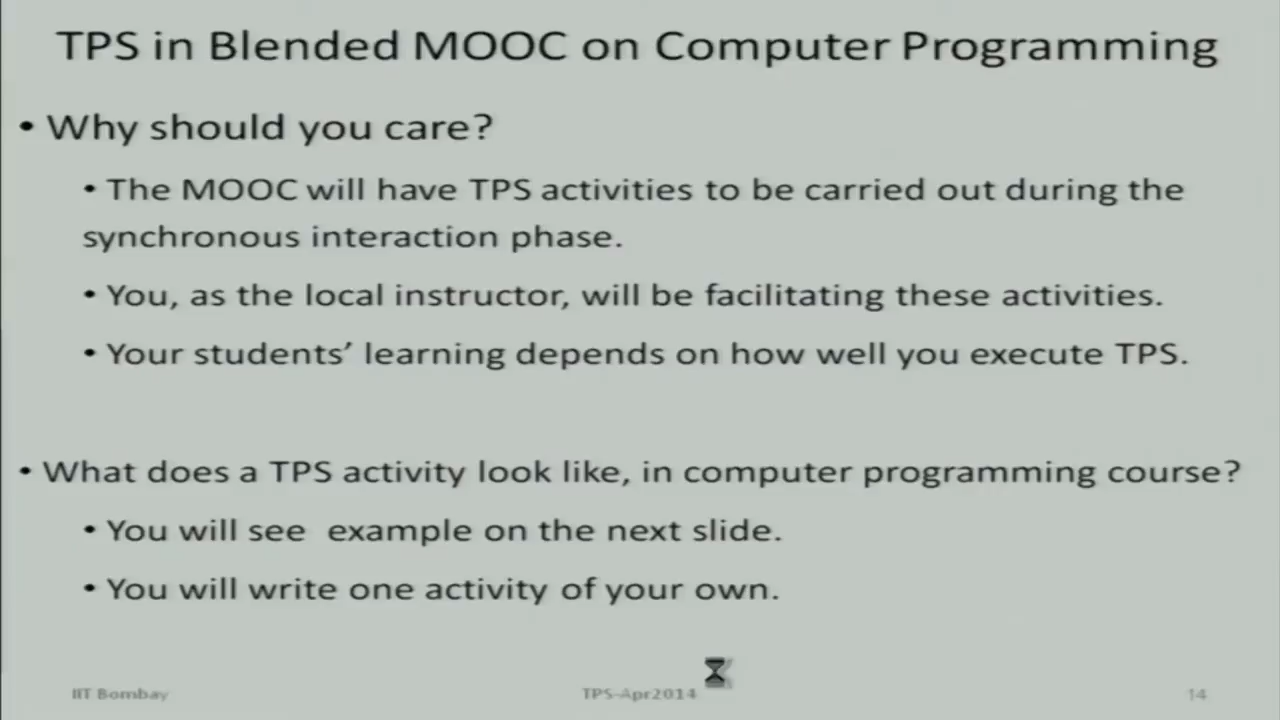 TPS in Blended MOOC on Computer Programming
• Why should you care?
• The MOOC will have TPS activities to be carried out during the
synchronous interaction phase.
• You, as the local instructor, will be facilitating these activities.
• Your students’ learning depends on how well you execute TPS.
• What does a TPS activity look like, in computer programming course?
• You will see example on the next slide.
• You will write one activity of your own.
IIT Bombay TPS-Apr2014 14